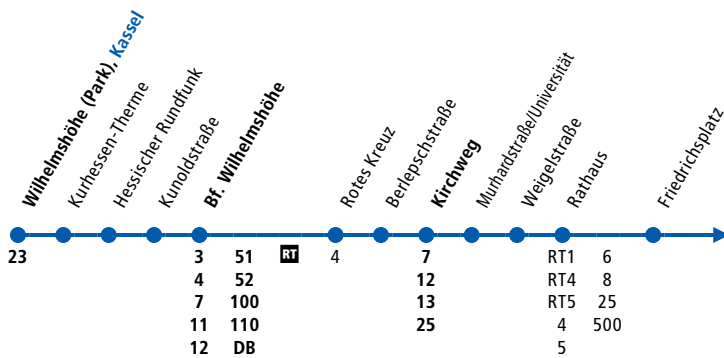 Wilhelmshöhe (Park), Kassel
Kurhessen-Therme
Hessischer Rundfunk
Kunoldstraße
Bf. Wilhelmshöhe
Rotes Kreuz
Berlepschstraße
Kirchweg
Murhardstraße/Universität
Weigelstraße
Rathaus
Friedrichsplatz
23 3 51 RT 4 7 RT1 6
4 52 12 RT4 8
7 100 13 RT5 25
11 110 25 4 500
12 DB 5